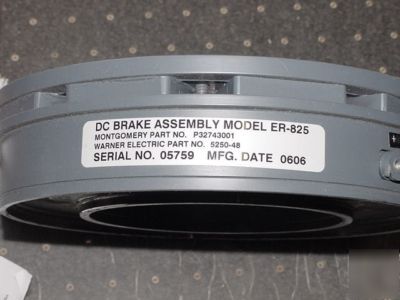 DC BRAKE ASSEMBLY MODEL ER-825
MONTGOMERY PART NO. P32743001
WARNER ELECTRIC PART NO. 5250-48
SERIAL NO. 05759 MFG. DATE 0606